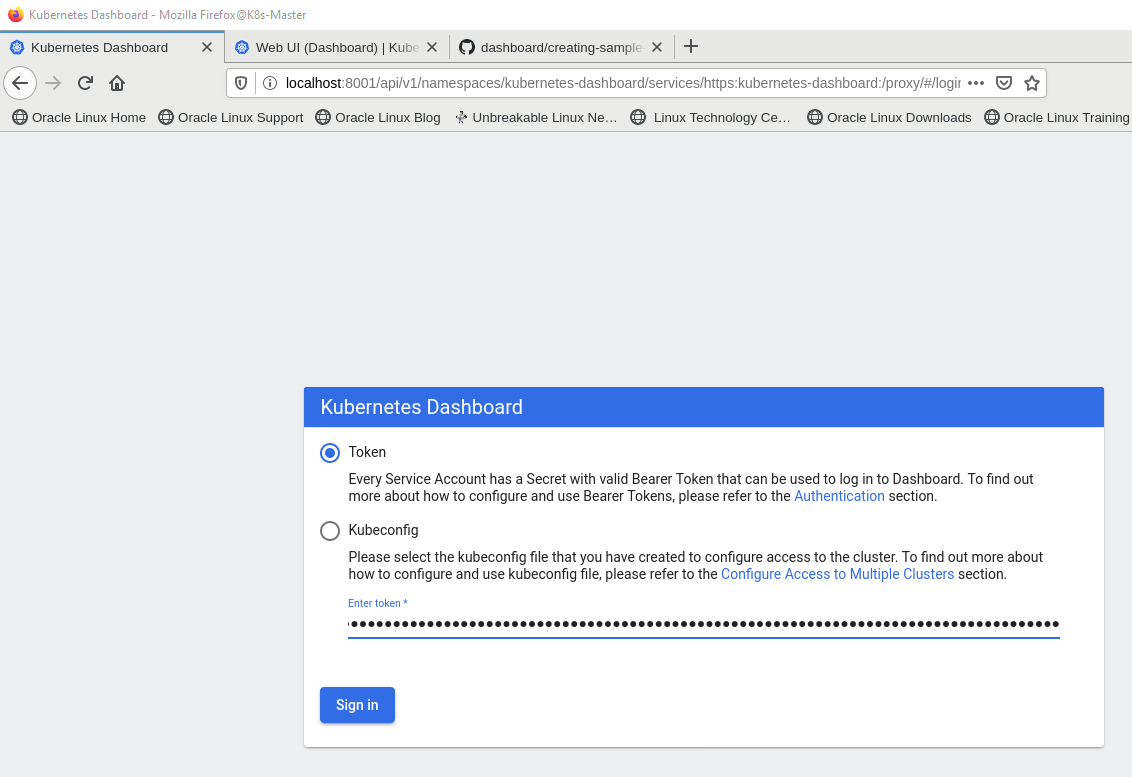 Kubernetes Dashboard - Mozilla Firefox@K8s-Master
Kubernetes Dashboard
Web UI (Dashboard) | Kube
dashboard/creating-sample-
localhost:8001/api/v1/namespaces/kubernetes-dashboard/services/https:kubernetes-dashboard:/proxy/#/login
Oracle Linux Home
Oracle Linux Support
Oracle Linux Blog
Unbreakable Linux Ne…
Linux Technology Ce…
Oracle Linux Downloads
Oracle Linux Training
Kubernetes Dashboard
Token
Every Service Account has a Secret with valid Bearer Token that can be used to log in to Dashboard. To find out
more about how to configure and use Bearer Tokens, please refer to the Authentication section.
Kubeconfig
Please select the kubeconfig file that you have created to configure access to the cluster. To find out more about
how to configure and use kubeconfig file, please refer to the Configure Access to Multiple Clusters section.
Enter token *
Sign in